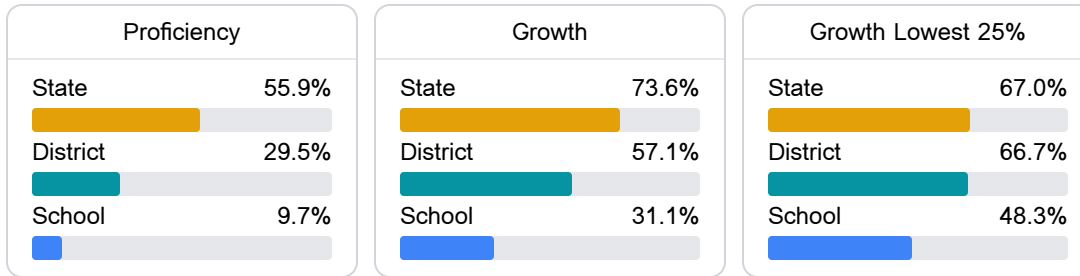 Proficiency
State 55.9%
District 29.5%
School 9.7%
Growth
State 73.6%
District 57.1%
School 31.1%
Growth Lowest 25%
State 67.0%
District 66.7%
School 48.3%